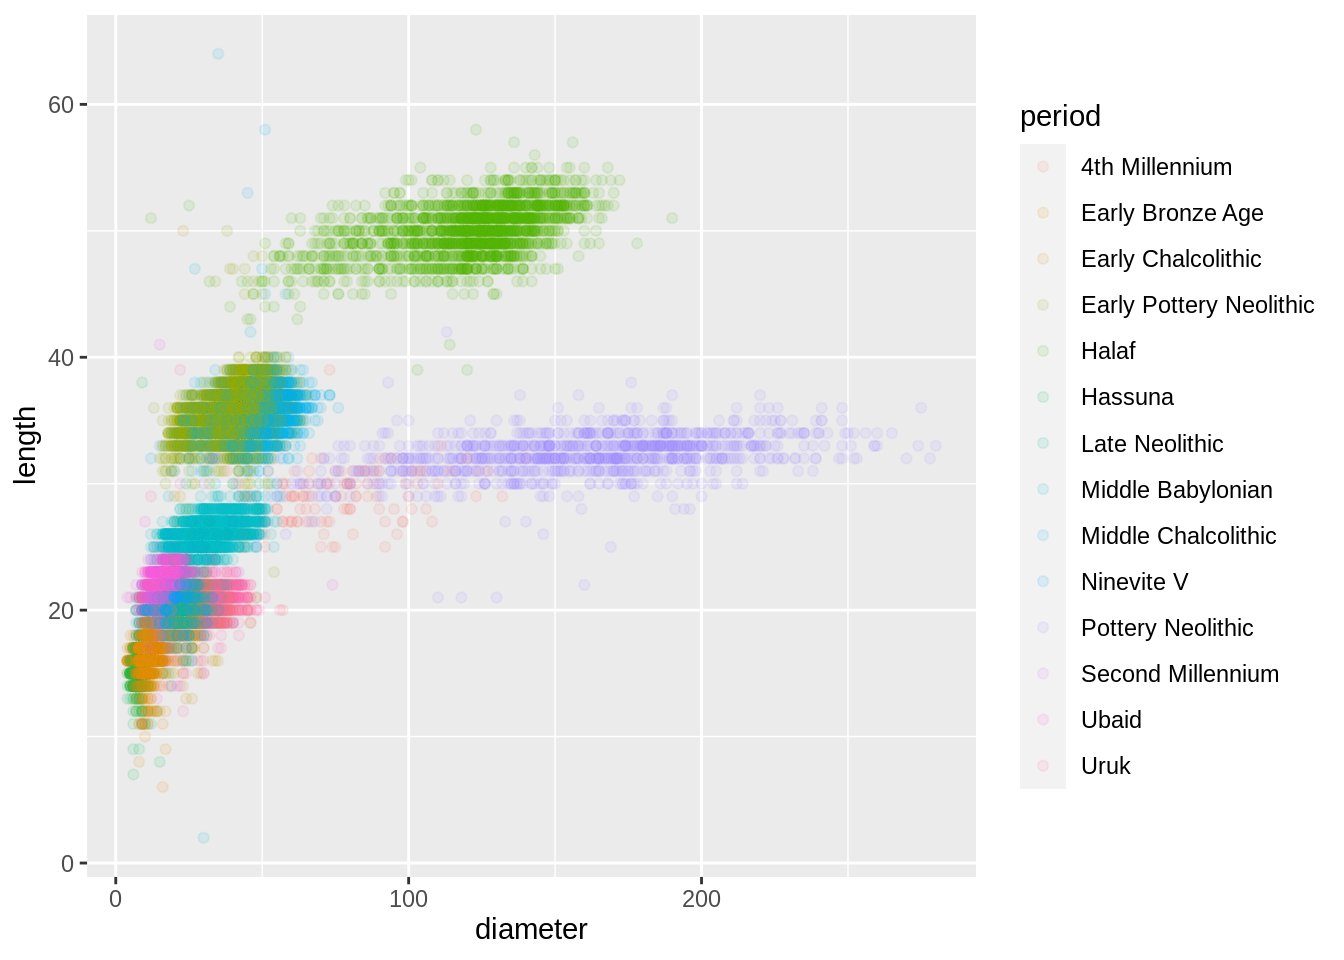 60
40
20
0
length
0
100
200
diameter
period
4th Millennium
Early Bronze Age
Early Chalcolithic
Early Pottery Neolithic
Halaf
Hassuna
Late Neolithic
Middle Babylonian
Middle Chalcolithic
Ninevite V
Pottery Neolithic
Second Millennium
Ubaid
Uruk